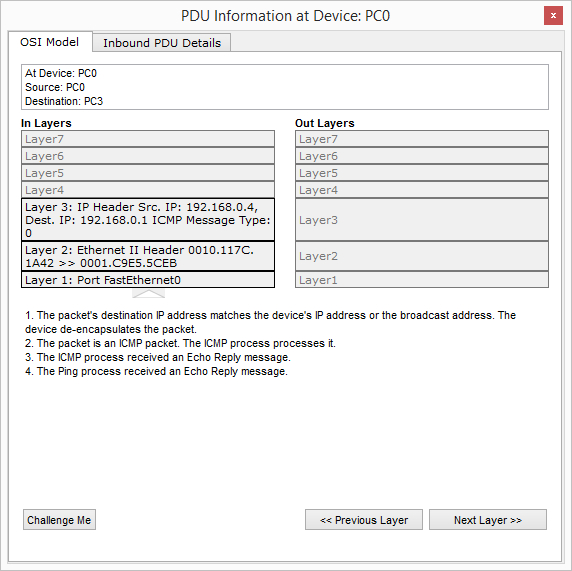 PDU Information at Device: PC0
x
OSI Model
Inbound PDU Details
At Device: PC0
Source: PC0
Destination: PC3
In Layers
Layer7
Layer6
Layer5
Layer4
Layer 3: IP Header Src. IP: 192.168.0.4,
Dest. IP: 192.168.0.1 ICMP Message Type:
0
Layer 2: Ethernet II Header 0010.117C.
1A42 >> 0001.C9E5.5CEB
Layer 1: Port FastEthernet0
Out Layers
Layer7
Layer6
Layer5
Layer4
Layer3
Layer2
Layer1
1. The packet's destination IP address matches the device's IP address or the broadcast address. The
device de-encapsulates the packet.
2. The packet is an ICMP packet. The ICMP process processes it.
3. The ICMP process received an Echo Reply message.
4. The Ping process received an Echo Reply message.
Challenge Me
<< Previous Layer
Next Layer >>